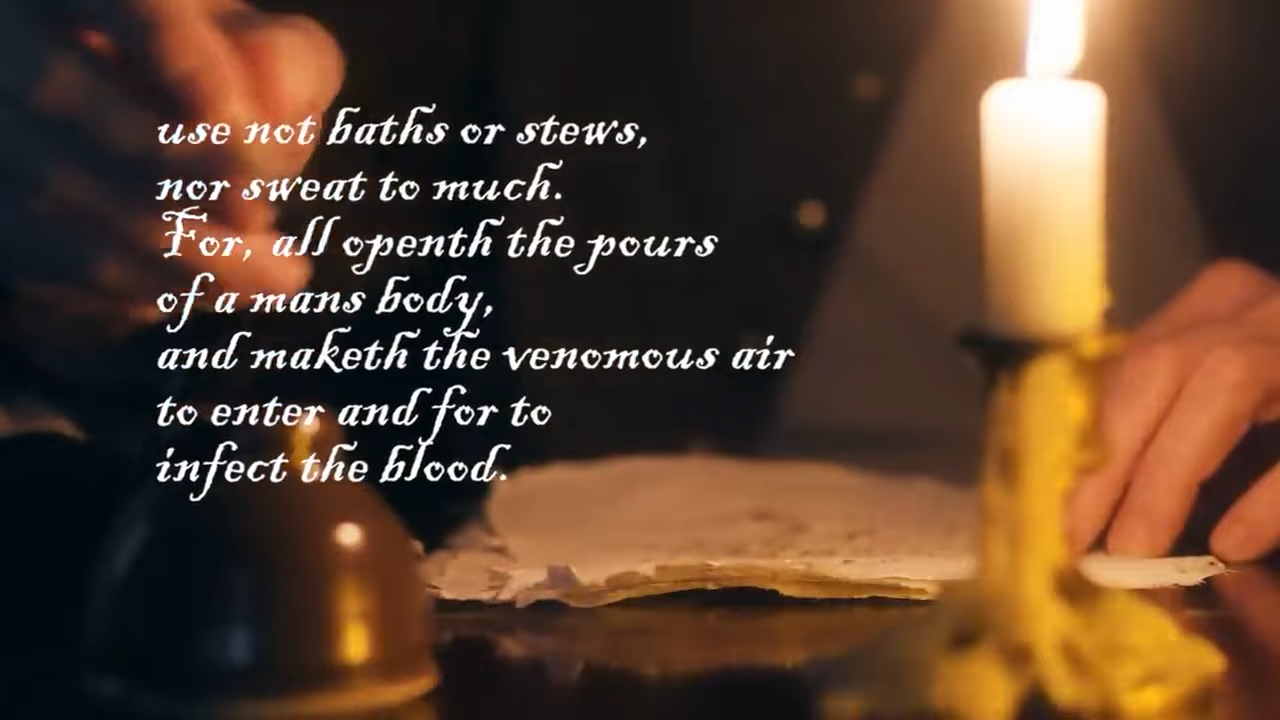 use not baths or stews,
nor sweat to much.
For, all openth the pours
of a mans body,
and maketh the venomous air
to enter and for to
infect the blood.